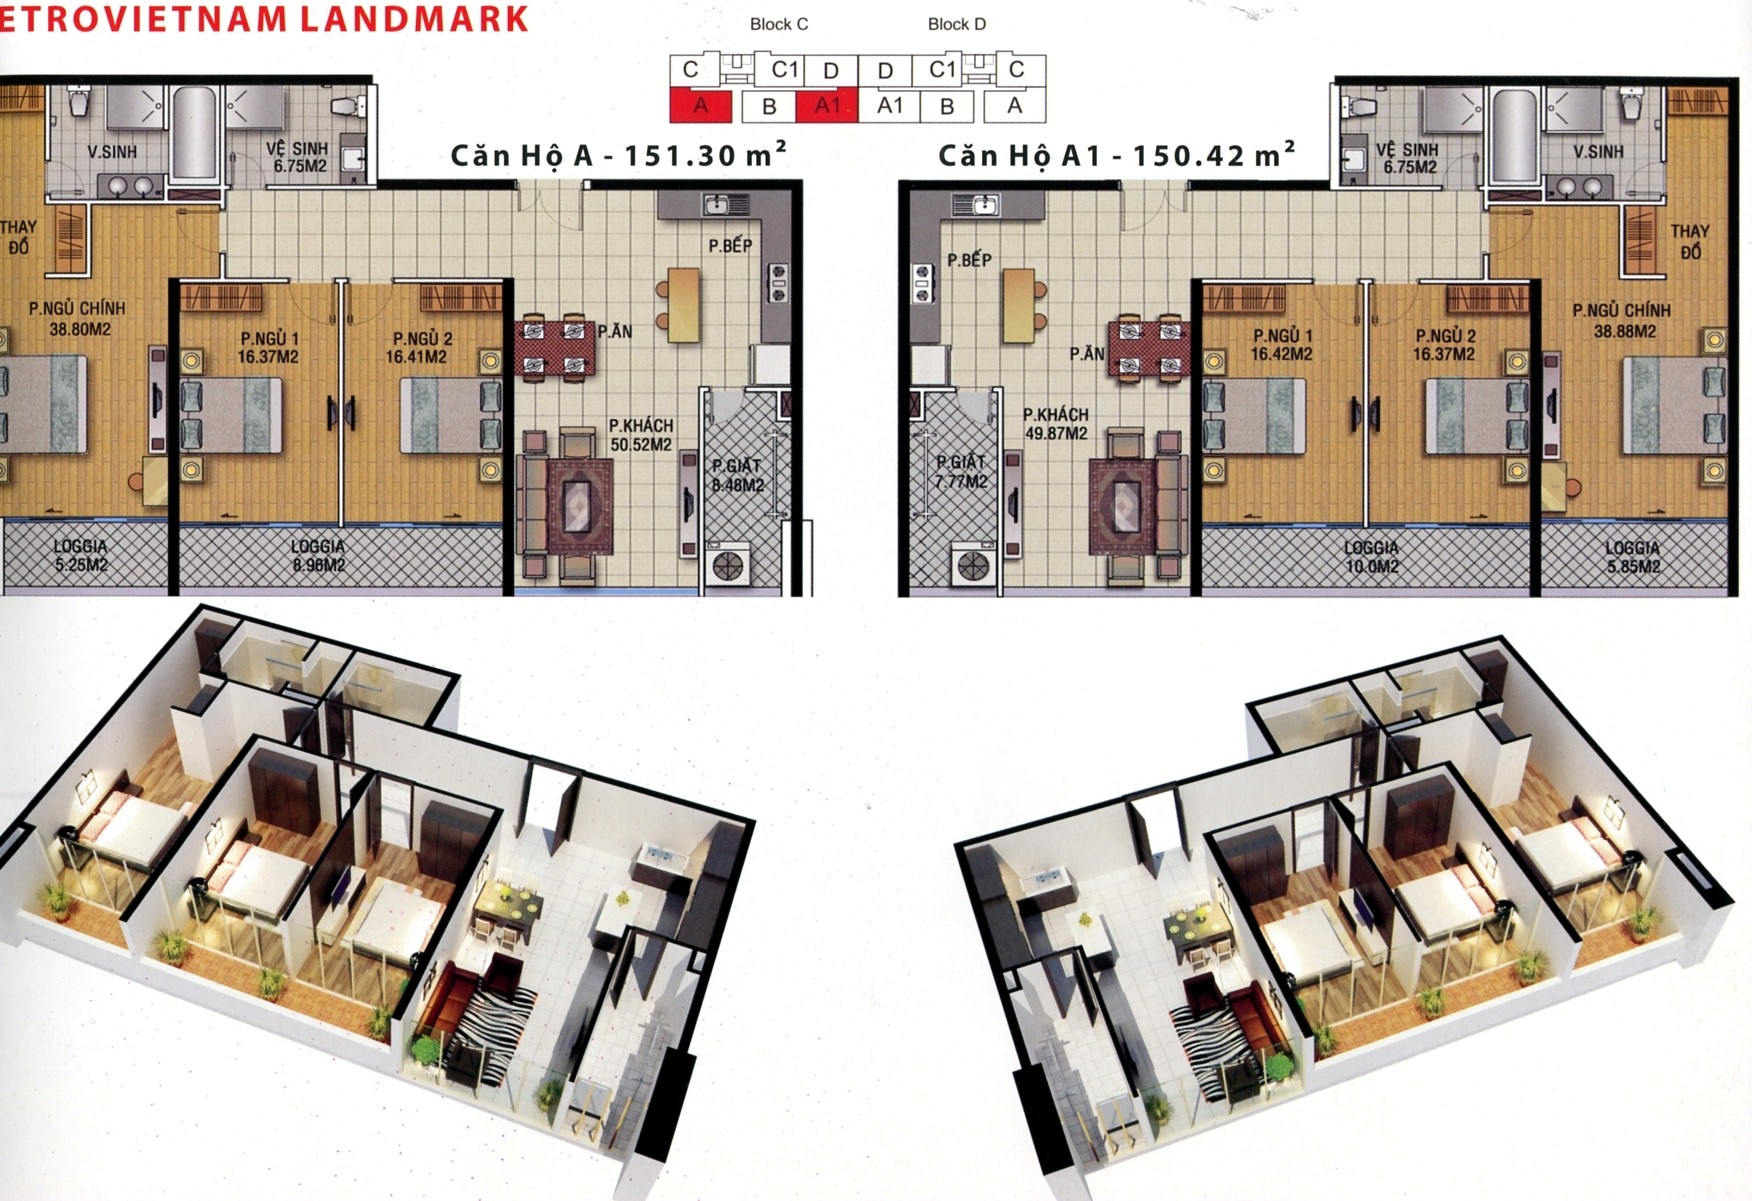 ETROVIETNAM LANDMARK
Block C
Block D
C
C1
D
D
C1
C
A
B
A1
A1
B
A
Căn Hộ A - 151.30 m²
V.SINH
VỆ SINH
6.75M2
THAY
ĐỒ
P.BẾP
P.NGỦ CHÍNH
38.80M2
P.NGỦ 1
16.37M2
P.NGỦ 2
16.41M2
P.ĂN
P.KHÁCH
50.52M2
P.GIẶT
8.48M2
LOGGIA
5.25M2
LOGGIA
8.96M2
Căn Hộ A1 - 150.42 m²
VỆ SINH
6.75M2
V.SINH
P.BẾP
THAY
ĐỒ
P.NGỦ 1
16.42M2
P.NGỦ 2
16.37M2
P.NGỦ CHÍNH
38.88M2
P.ĂN
P.KHÁCH
49.87M2
P.GIẶT
7.77M2
LOGGIA
10.0M2
LOGGIA
5.85M2